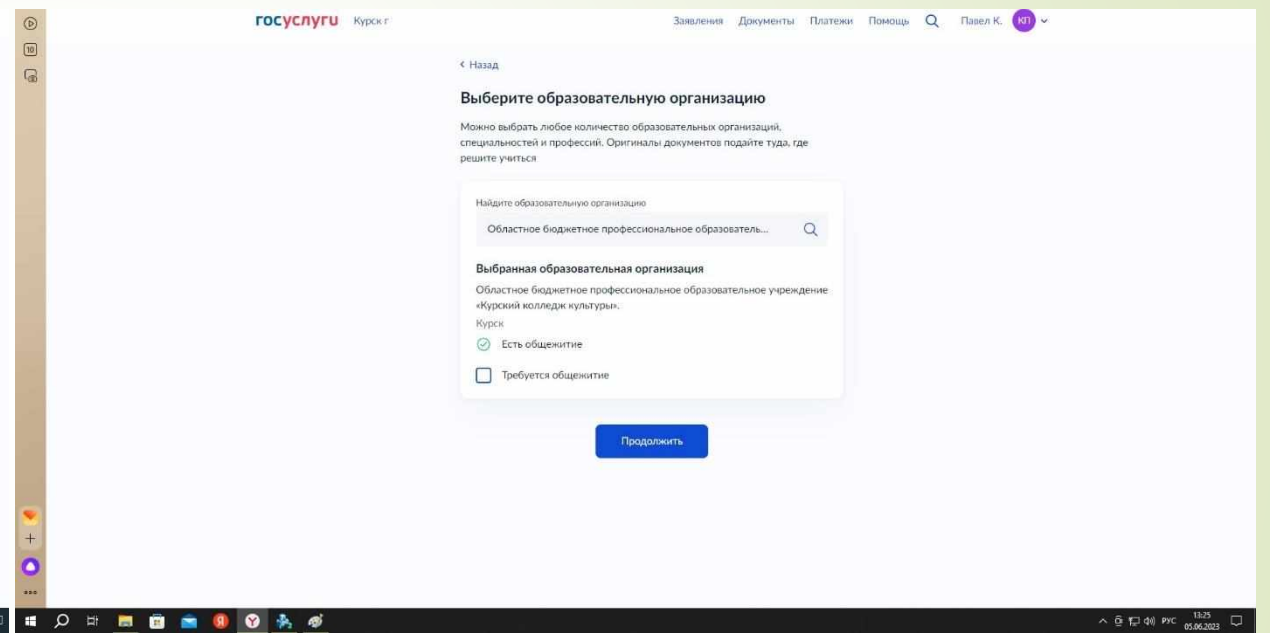 госуслуги Курск г Заявления Документы Платежи Помощь Павел К. КП
10
< Назад
Выберите образовательную организацию
Можно выбрать любое количество образовательных организаций,
специальностей и профессий. Оригиналы документов подайте туда, где
решите учиться
Найдите образовательную организацию
Областное бюджетное профессиональное образователь...
Выбранная образовательная организация
Областное бюджетное профессиональное образовательное учреждение
«Курский колледж культуры».
Курск
Есть общежитие
Требуется общежитие
Продолжить
Я Y РУС 13:25
05.06.2023